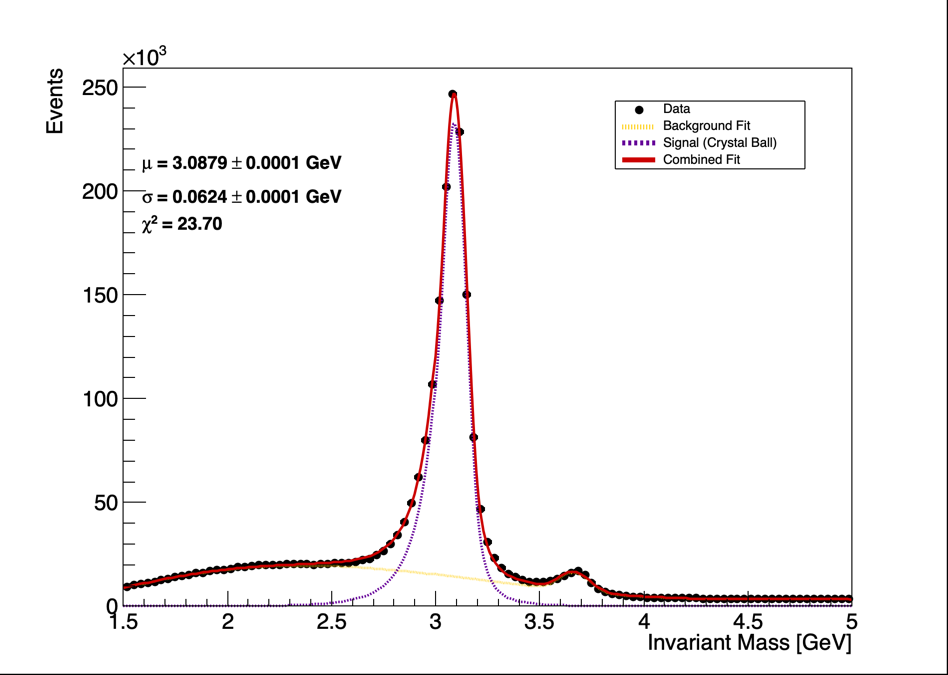 ×10³
Events
250
200
150
100
50
0
μ = 3.0879 ± 0.0001 GeV
σ = 0.0624 ± 0.0001 GeV
χ² = 23.70
Data
Background Fit
Signal (Crystal Ball)
Combined Fit
1.5 2 2.5 3 3.5 4 4.5 5
Invariant Mass [GeV]